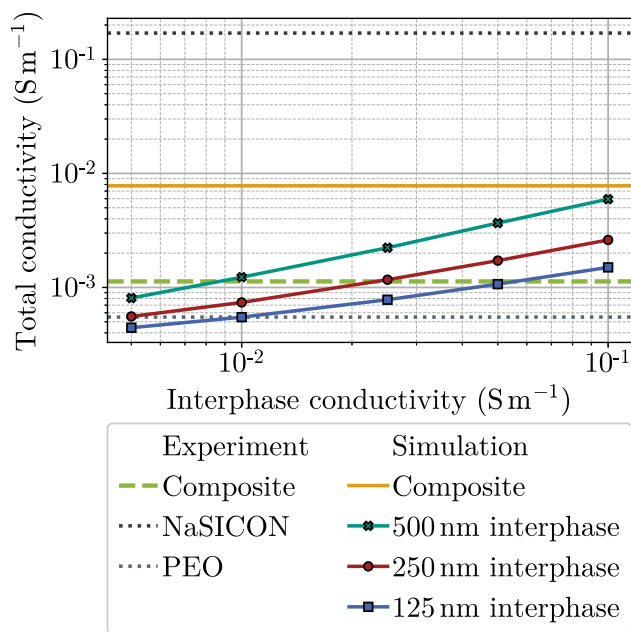 Total conductivity (S m⁻¹)
10⁻¹
10⁻²
10⁻³
10⁻² 10⁻¹
Interphase conductivity (S m⁻¹)
Experiment Simulation
Composite Composite
NaSICON 500 nm interphase
PEO 250 nm interphase
125 nm interphase